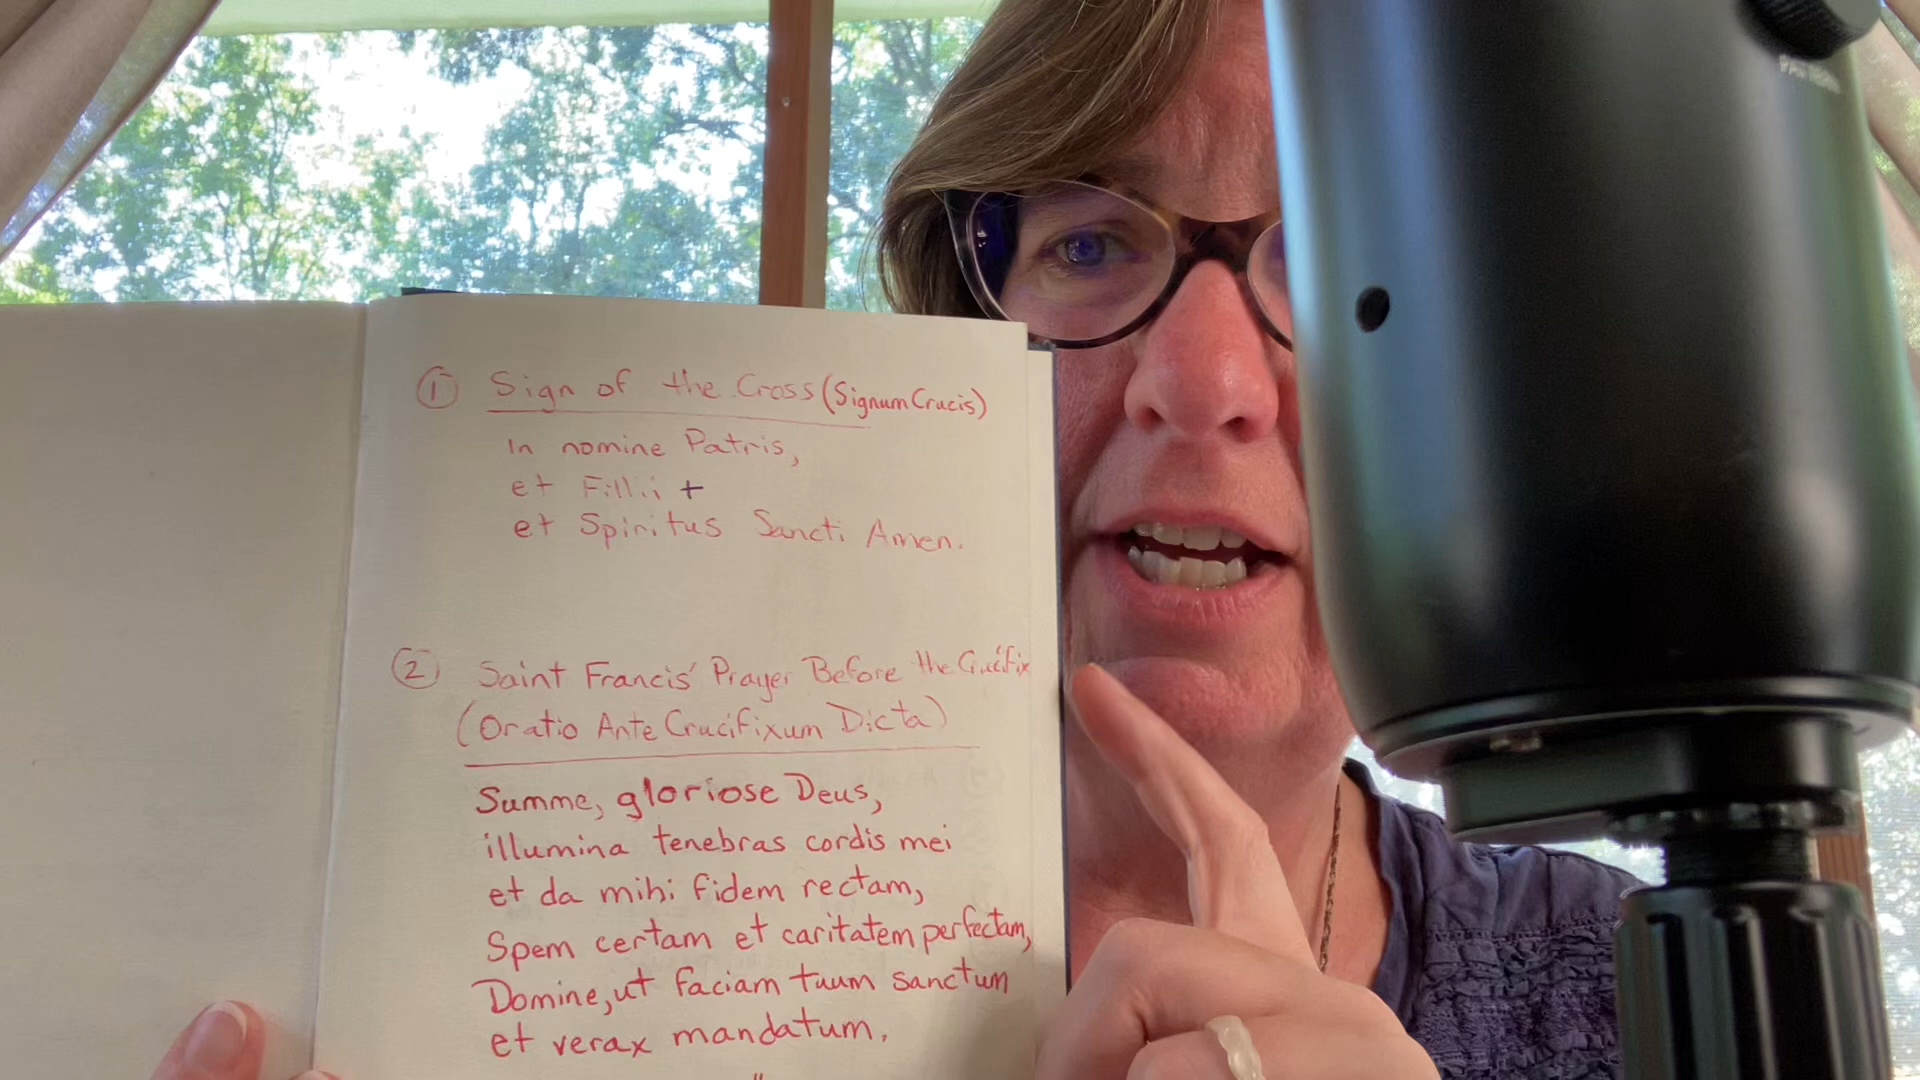 ① Sign of the Cross (Signum Crucis)
In nomine Patris,
et Fillii +
et Spiritus Sancti Amen.
② Saint Francis' Prayer Before the Crucifix
(Oratio Ante Crucifixum Dicta)
Summe, gloriose Deus,
illumina tenebras cordis mei
et da mihi fidem rectam,
Spem certam et caritatem perfectam,
Domine, ut faciam tuum sanctum
et verax mandatum.